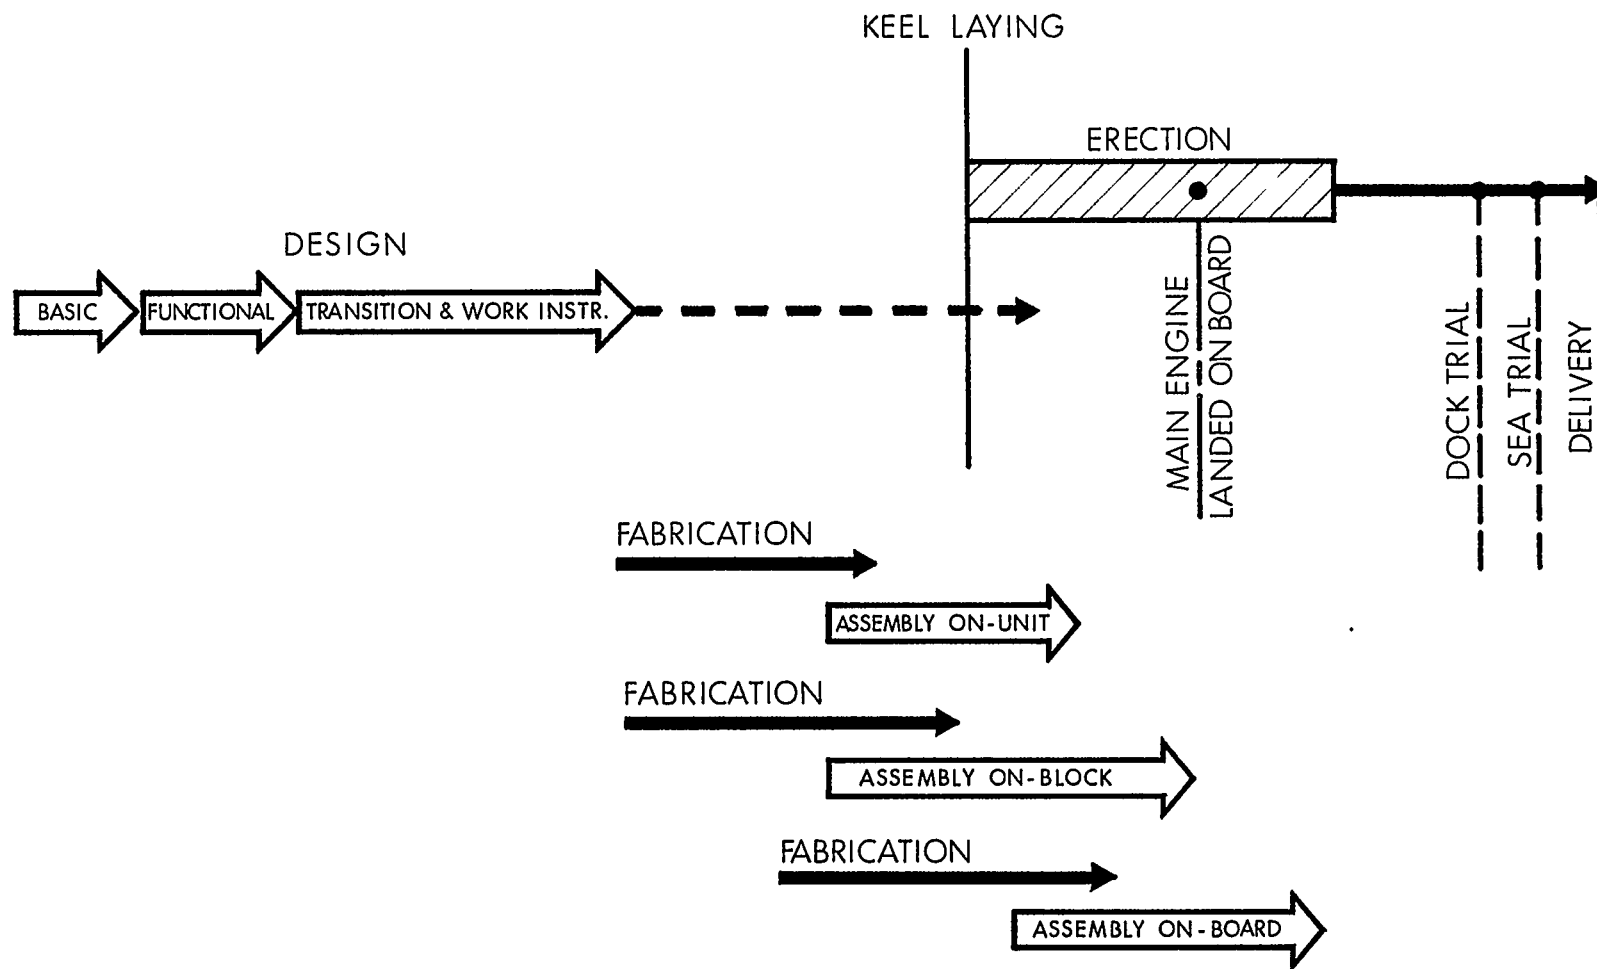 KEEL LAYING
ERECTION
DESIGN
BASIC
FUNCTIONAL
TRANSITION & WORK INSTR.
MAIN ENGINE
LANDED ON BOARD
DOCK TRIAL
SEA TRIAL
DELIVERY
FABRICATION
ASSEMBLY ON-UNIT
FABRICATION
ASSEMBLY ON-BLOCK
FABRICATION
ASSEMBLY ON-BOARD